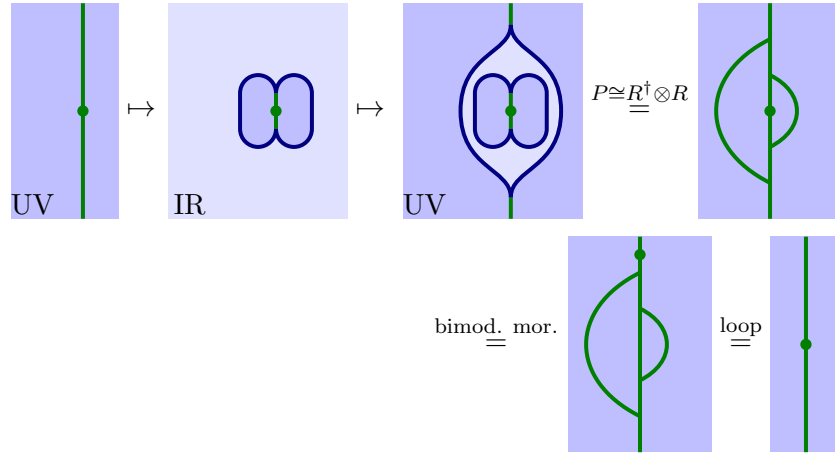 UV
↦
IR
↦
UV
P≅R†⊗R
=
bimod. mor.
=
loop
=